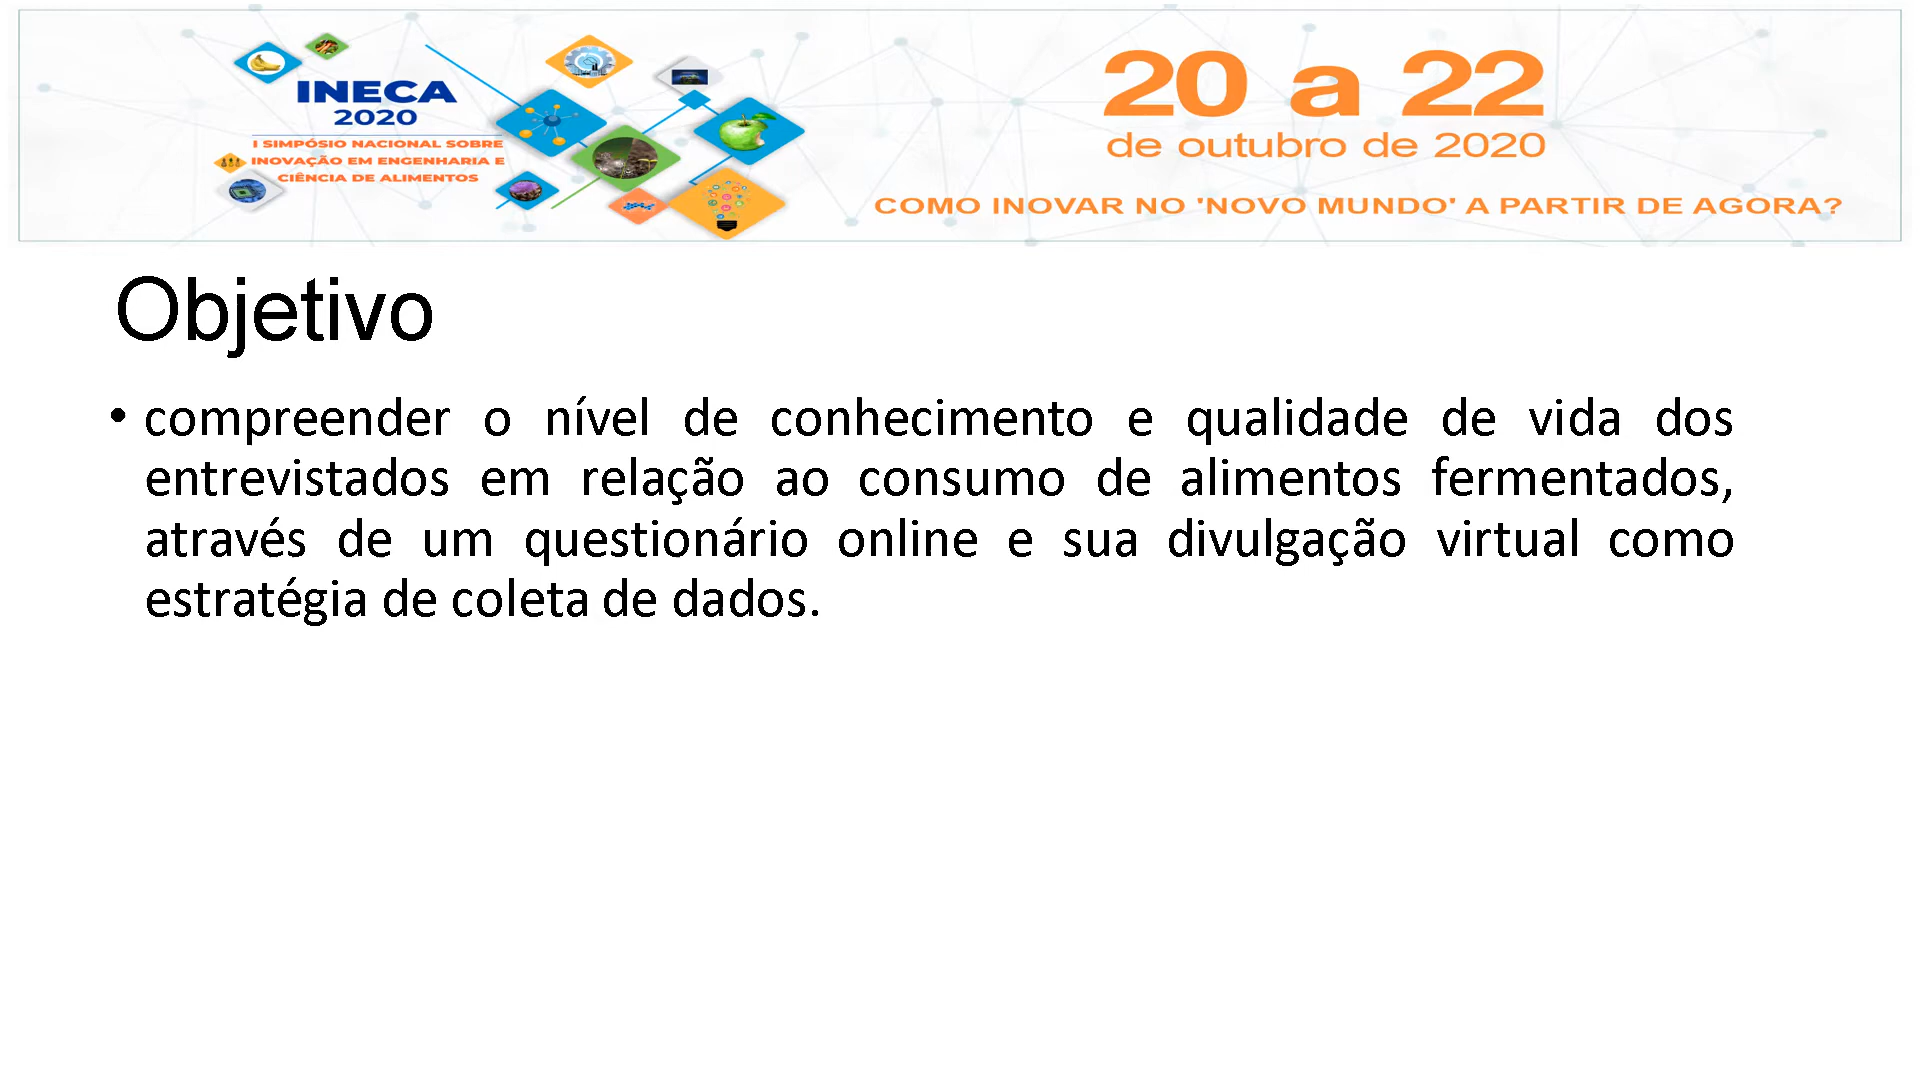 INECA
2020
I SIMPÓSIO NACIONAL SOBRE
INOVAÇÃO EM ENGENHARIA E
CIÊNCIA DE ALIMENTOS
20 a 22
de outubro de 2020
COMO INOVAR NO 'NOVO MUNDO' A PARTIR DE AGORA?
Objetivo
• compreender o nível de conhecimento e qualidade de vida dos
entrevistados em relação ao consumo de alimentos fermentados,
através de um questionário online e sua divulgação virtual como
estratégia de coleta de dados.